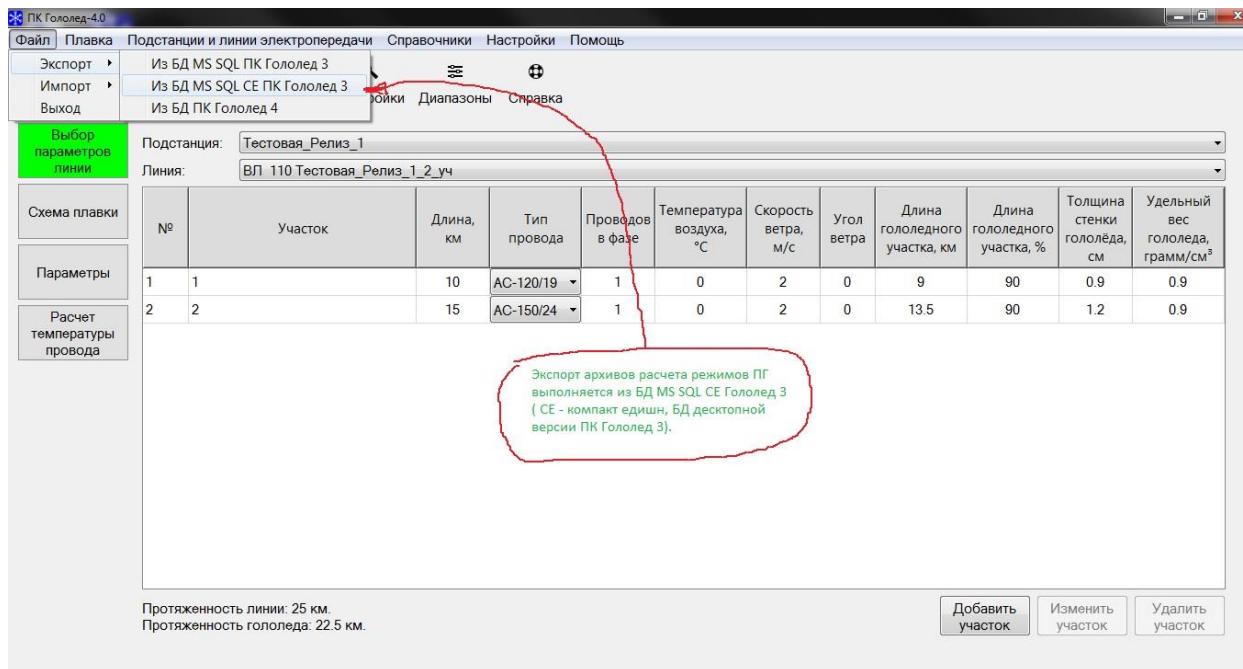 ПК Гололед-4.0
Файл Плавка Подстанции и линии электропередачи Справочники Настройки Помощь
Экспорт
Импорт
Выход
Из БД MS SQL ПК Гололед 3
Из БД MS SQL CE ПК Гололед 3
Из БД ПК Гололед 4
ройки Диапазоны Справка
Выбор
параметров
линии
Схема плавки
Параметры
Расчет
температуры
провода
Подстанция: Тестовая_Релиз_1
Линия: ВЛ 110 Тестовая_Релиз_1_2_уч
№ Участок Длина, км Тип провода Проводов в фазе Температура воздуха, °C Скорость ветра, м/с Угол ветра Длина гололедного участка, км Длина гололедного участка, % Толщина стенки гололёда, см Удельный вес гололеда, грамм/см³
1 1 10 АС-120/19 1 0 2 0 9 90 0.9 0.9
2 2 15 АС-150/24 1 0 2 0 13.5 90 1.2 0.9
Экспорт архивов расчета режимов ПГ
выполняется из БД MS SQL CE Гололед 3
( CE - компакт едишн, БД десктопной
версии ПК Гололед 3).
Протяженность линии: 25 км.
Протяженность гололеда: 22.5 км.
Добавить
участок
Изменить
участок
Удалить
участок